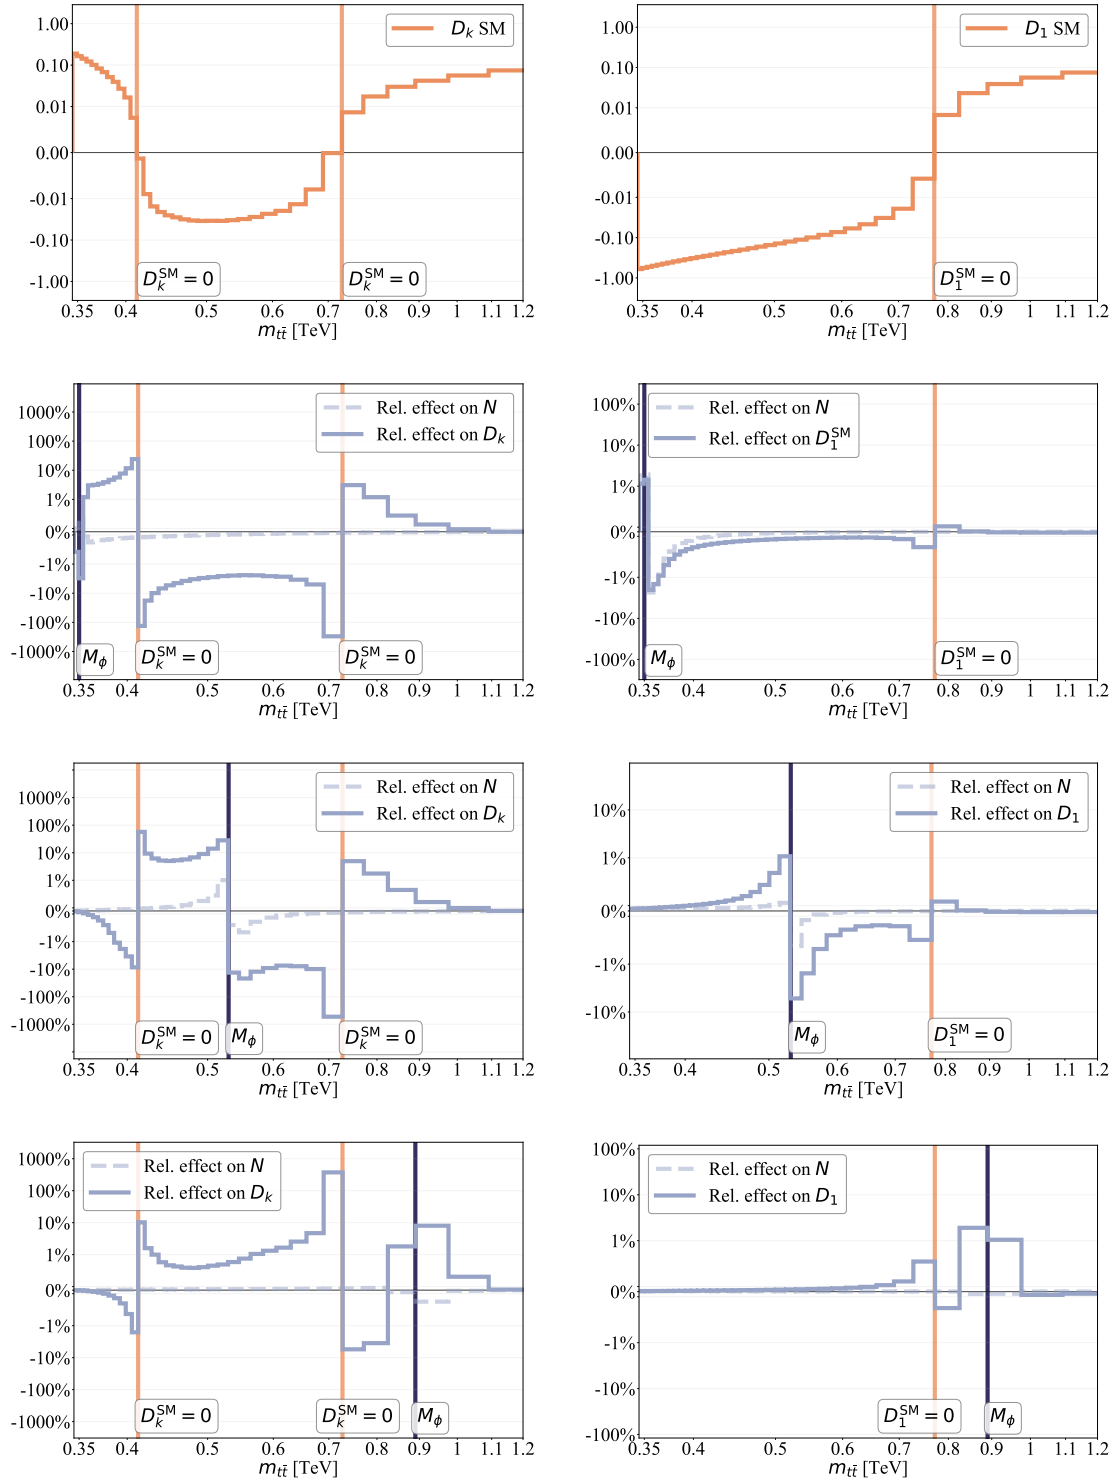 1.00
0.10
0.01
0.00
-0.01
-0.10
-1.00
D_k SM
D_k^SM = 0
D_k^SM = 0
0.35 0.4 0.5 0.6 0.7 0.8 0.9 1 1.2
m_tt̄ [TeV]
1.00
0.10
0.01
0.00
-0.01
-0.10
-1.00
D_1 SM
D_1^SM = 0
0.35 0.4 0.5 0.6 0.7 0.8 0.9 1 1.2
m_tt̄ [TeV]
1000%
100%
10%
1%
0%
-1%
-10%
-100%
-1000%
Rel. effect on N
Rel. effect on D_k
M_ϕ
D_k^SM = 0
D_k^SM = 0
0.35 0.4 0.5 0.6 0.7 0.8 0.9 1 1.2
m_tt̄ [TeV]
100%
10%
1%
0%
-1%
-10%
-100%
Rel. effect on N
Rel. effect on D_1^SM
M_ϕ
D_1^SM = 0
0.35 0.4 0.5 0.6 0.7 0.8 0.9 1 1.2
m_tt̄ [TeV]
1000%
100%
10%
1%
0%
-1%
-10%
-100%
-1000%
Rel. effect on N
Rel. effect on D_k
D_k^SM = 0
M_ϕ
D_k^SM = 0
0.35 0.4 0.5 0.6 0.7 0.8 0.9 1 1.2
m_tt̄ [TeV]
10%
1%
0%
-1%
-10%
Rel. effect on N
Rel. effect on D_1
M_ϕ
D_1^SM = 0
0.35 0.4 0.5 0.6 0.7 0.8 0.9 1 1.2
m_tt̄ [TeV]
1000%
100%
10%
1%
0%
-1%
-10%
-100%
-1000%
Rel. effect on N
Rel. effect on D_k
D_k^SM = 0
D_k^SM = 0
M_ϕ
0.35 0.4 0.5 0.6 0.7 0.8 0.9 1 1.2
m_tt̄ [TeV]
100%
10%
1%
0%
-1%
-10%
-100%
Rel. effect on N
Rel. effect on D_1
D_1^SM = 0
M_ϕ
0.35 0.4 0.5 0.6 0.7 0.8 0.9 1 1.2
m_tt̄ [TeV]